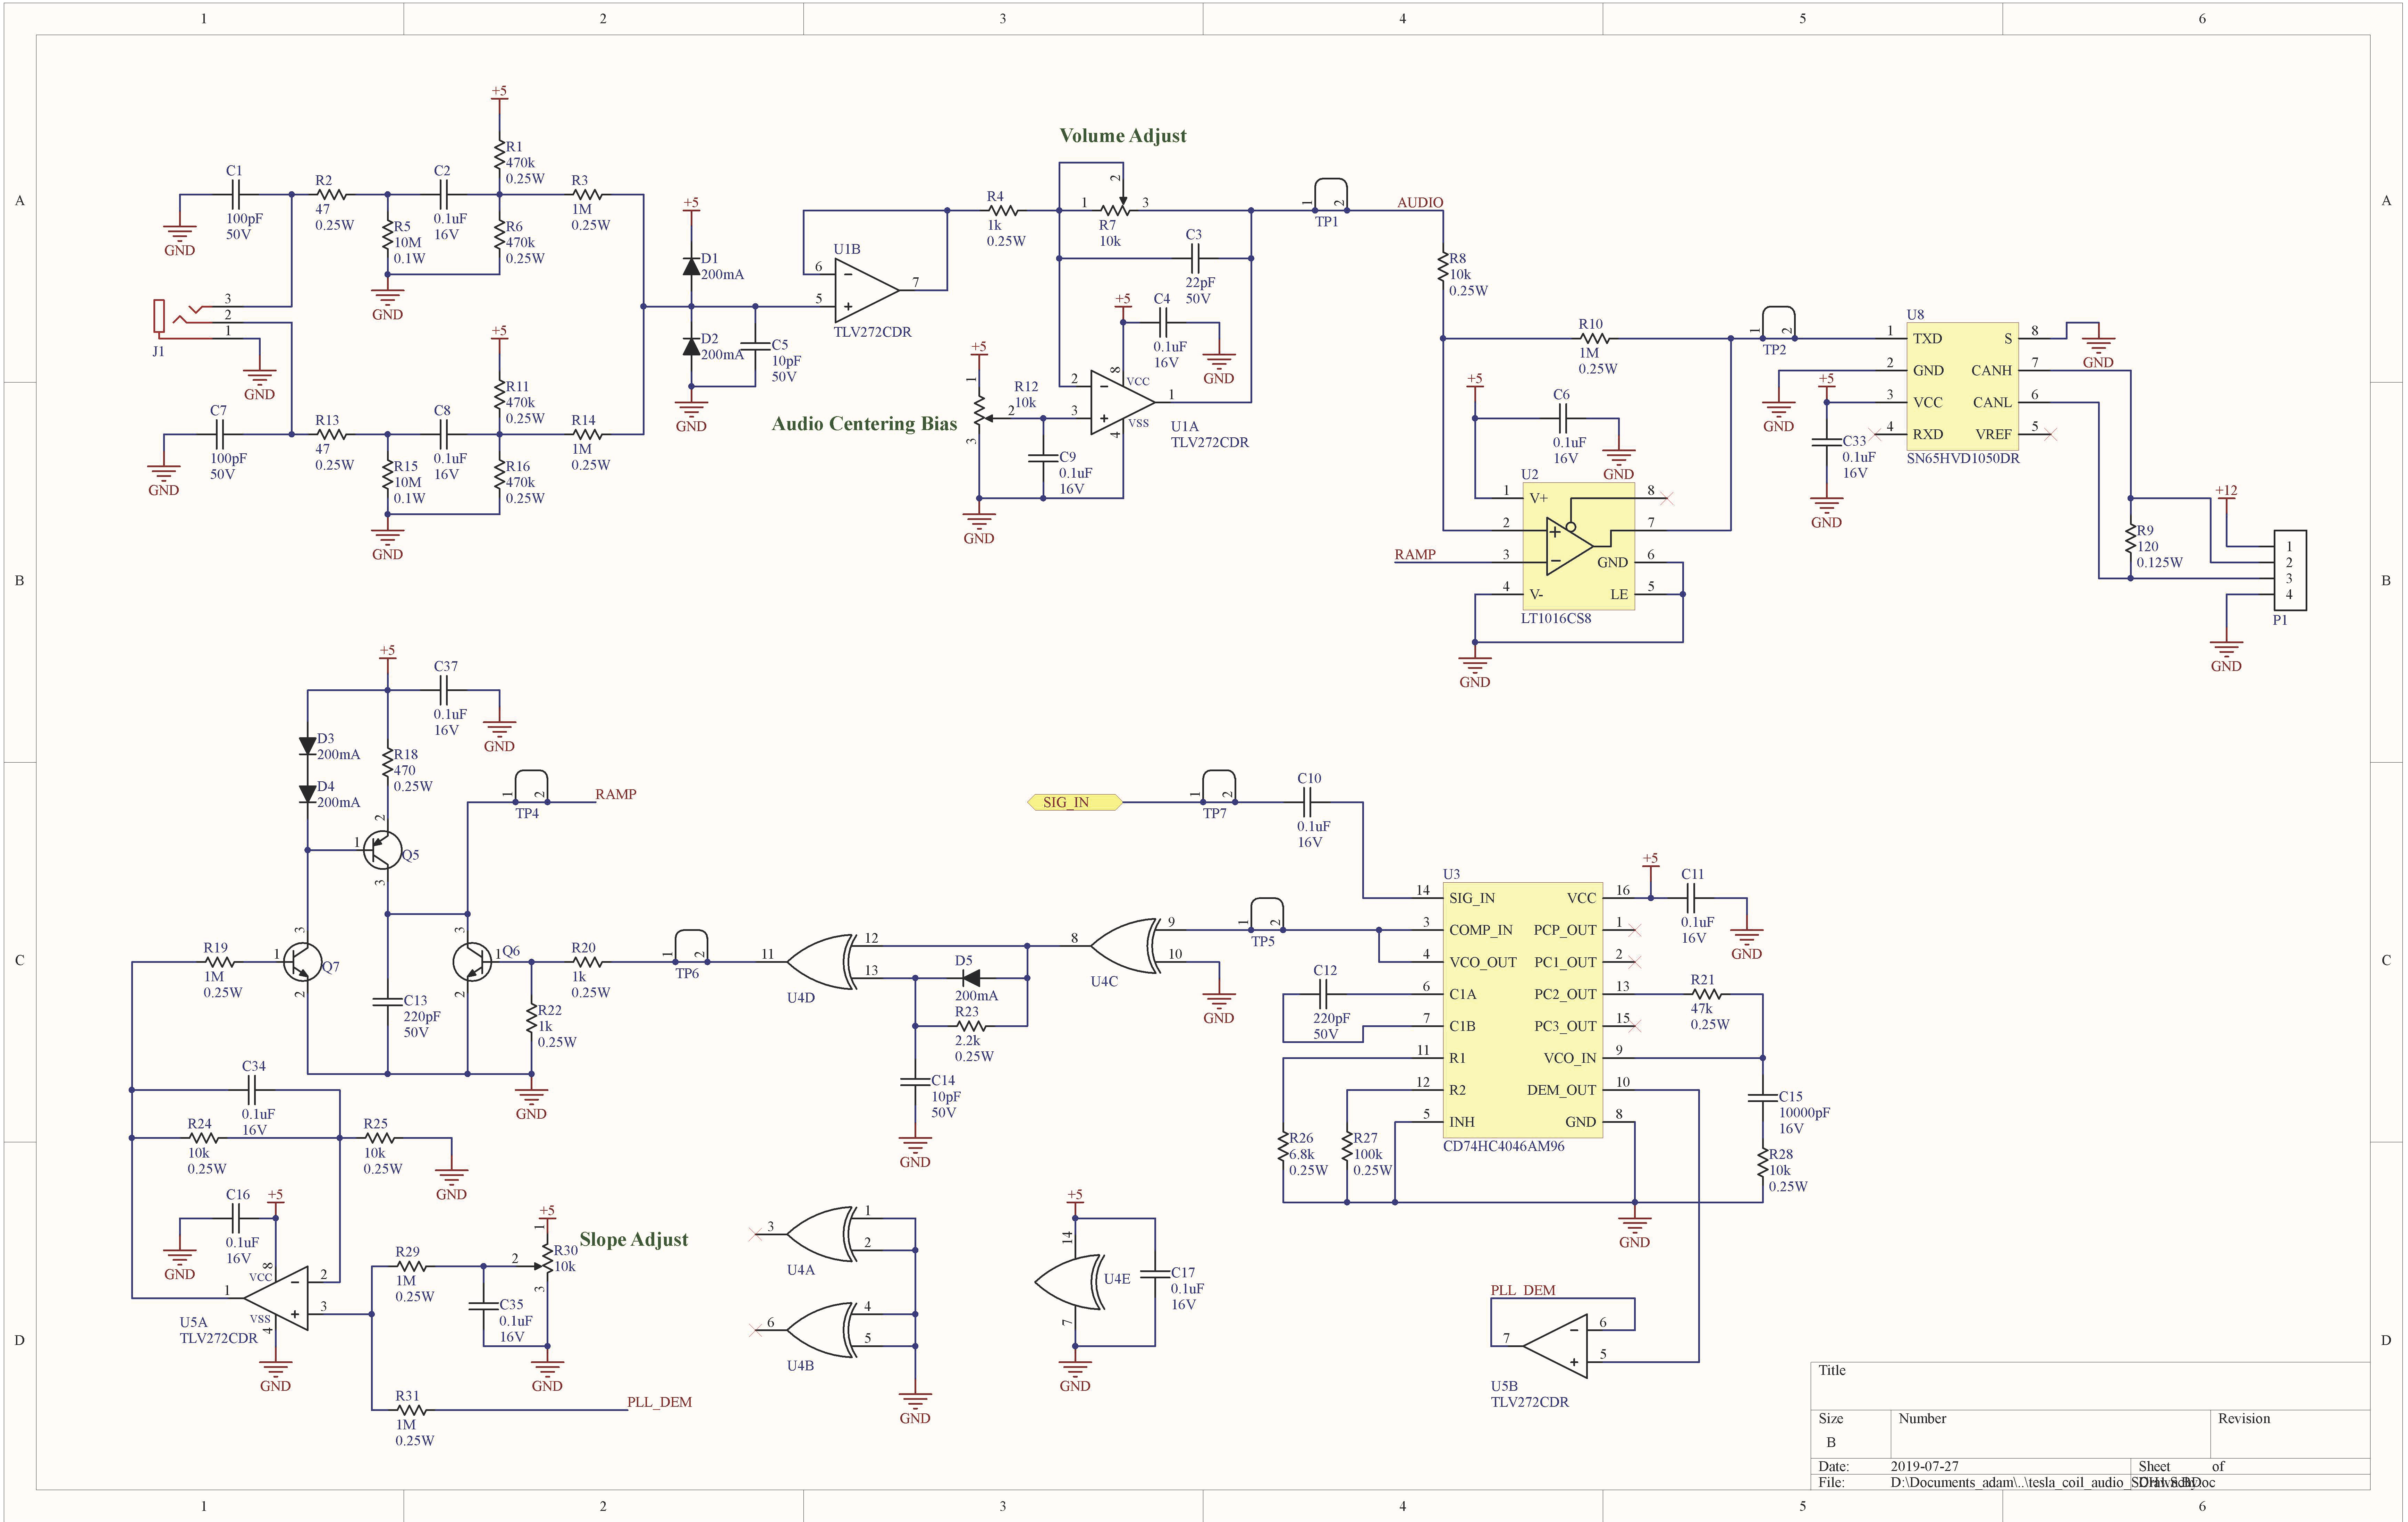 1 2 3 4 5 6
A
B
C
D
A
B
C
D
+5
R1
470k
0.25W
C1
100pF
50V
GND
R2
47
0.25W
C2
0.1uF
16V
R3
1M
0.25W
R5
10M
0.1W
R6
470k
0.25W
GND
3
2
1
J1
GND
+5
R11
470k
0.25W
C7
100pF
50V
GND
R13
47
0.25W
C8
0.1uF
16V
R14
1M
0.25W
R15
10M
0.1W
R16
470k
0.25W
GND
+5
D1
200mA
D2
200mA
C5
10pF
50V
GND
U1B
6
5
7
TLV272CDR
Volume Adjust
R4
1k
0.25W
1
2
3
R7
10k
C3
22pF
50V
+5
C4
0.1uF
16V
GND
+5
1
R12
10k
2
3
Audio Centering Bias
C9
0.1uF
16V
GND
2
3
8
VCC
VSS
4
1
U1A
TLV272CDR
1
2
TP1
AUDIO
R8
10k
0.25W
R10
1M
0.25W
+5
C6
0.1uF
16V
GND
U2
1 V+
2
RAMP 3
4 V-
8
7
GND 6
LE 5
LT1016CS8
GND
1
2
TP2
U8
1 TXD
2 GND
3 VCC
4 RXD
S 8
CANH 7
CANL 6
VREF 5
SN65HVD1050DR
GND
GND
+5
C33
0.1uF
16V
GND
R9
120
0.125W
+12
1
2
3
4
P1
GND
+5
C37
0.1uF
16V
GND
D3
200mA
D4
200mA
R18
470
0.25W
2
1
3
Q5
1
2
TP4
RAMP
R19
1M
0.25W
1
3
2
Q7
C13
220pF
50V
3
1
2
Q6
R20
1k
0.25W
R22
1k
0.25W
GND
1
2
TP6
11
12
13
U4D
D5
200mA
R23
2.2k
0.25W
C14
10pF
50V
GND
8
9
10
U4C
GND
1
2
TP5
SIG_IN
1
2
TP7
C10
0.1uF
16V
U3
14 SIG_IN
3 COMP_IN
4 VCO_OUT
6 C1A
7 C1B
11 R1
12 R2
5 INH
VCC 16
PCP_OUT 1
PC1_OUT 2
PC2_OUT 13
PC3_OUT 15
VCO_IN 9
DEM_OUT 10
GND 8
CD74HC4046AM96
+5
C11
0.1uF
16V
GND
C12
220pF
50V
R21
47k
0.25W
C15
10000pF
16V
R28
10k
0.25W
R26
6.8k
0.25W
R27
100k
0.25W
GND
C34
0.1uF
16V
R24
10k
0.25W
R25
10k
0.25W
GND
C16
0.1uF
16V
+5
GND
8
VCC
VSS
4
1
2
3
U5A
TLV272CDR
GND
R29
1M
0.25W
C35
0.1uF
16V
+5
1
2
3
R30
10k
Slope Adjust
GND
R31
1M
0.25W
PLL_DEM
3
1
2
U4A
6
4
5
U4B
GND
+5
14
7
U4E
C17
0.1uF
16V
GND
PLL_DEM
7
6
5
U5B
TLV272CDR
Title
Size
B
Number
Revision
Date: 2019-07-27 Sheet of
File: D:\Documents_adam\..\tesla_coil_audio
1 2 3 4 5 6